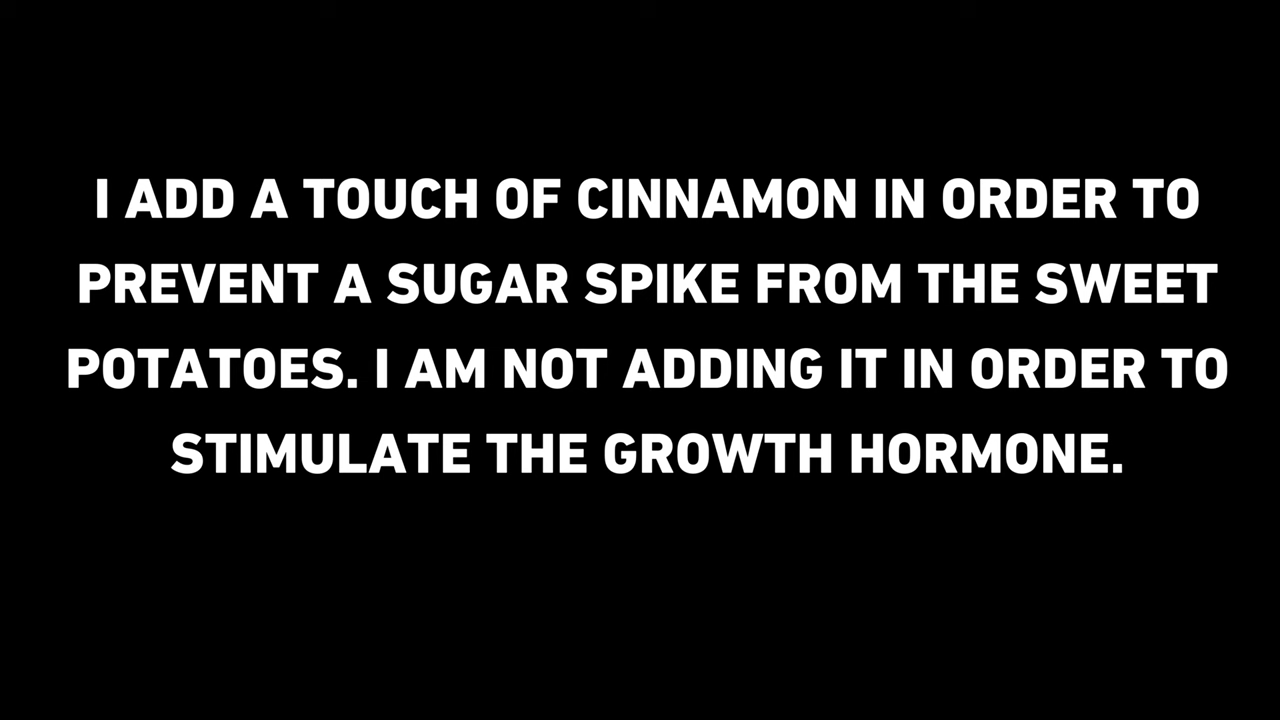 I ADD A TOUCH OF CINNAMON IN ORDER TO
PREVENT A SUGAR SPIKE FROM THE SWEET
POTATOES. I AM NOT ADDING IT IN ORDER TO
STIMULATE THE GROWTH HORMONE.